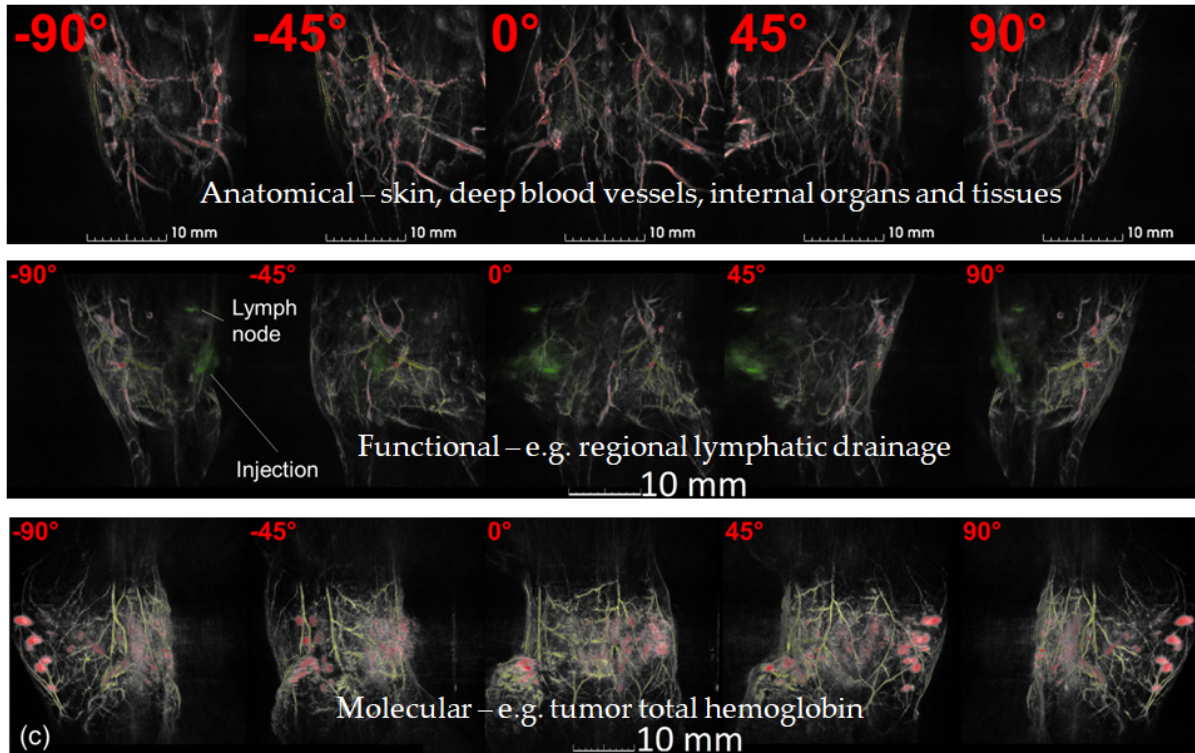 -90° -45° 0° 45° 90°
Anatomical – skin, deep blood vessels, internal organs and tissues
10 mm 10 mm 10 mm 10 mm 10 mm
-90° -45° 0° 45° 90°
Lymph
node
Functional – e.g. regional lymphatic drainage
Injection
10 mm
-90° -45° 0° 45° 90°
Molecular – e.g. tumor total hemoglobin
(c) 10 mm